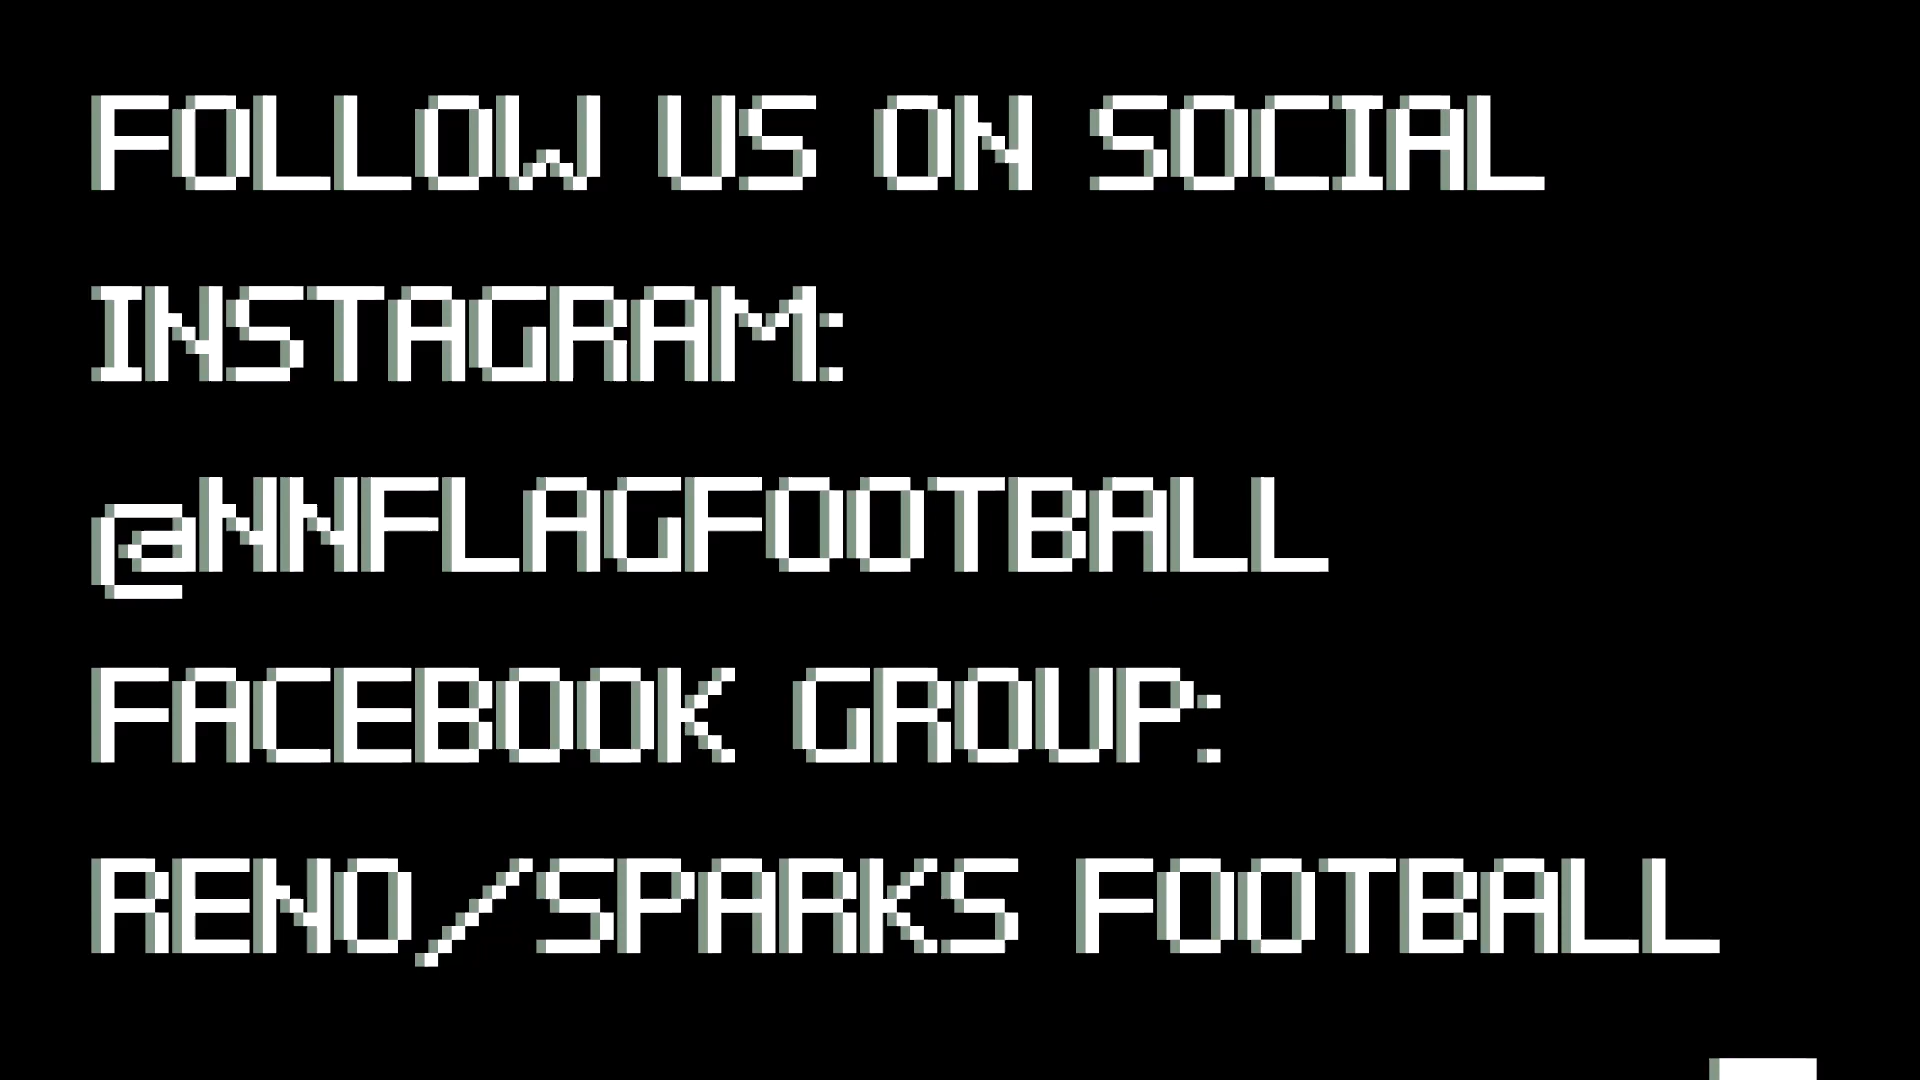 FOLLOW US ON SOCIAL
INSTAGRAM:
@NNFLAGFOOTBALL
FACEBOOK GROUP:
RENO/SPARKS FOOTBALL